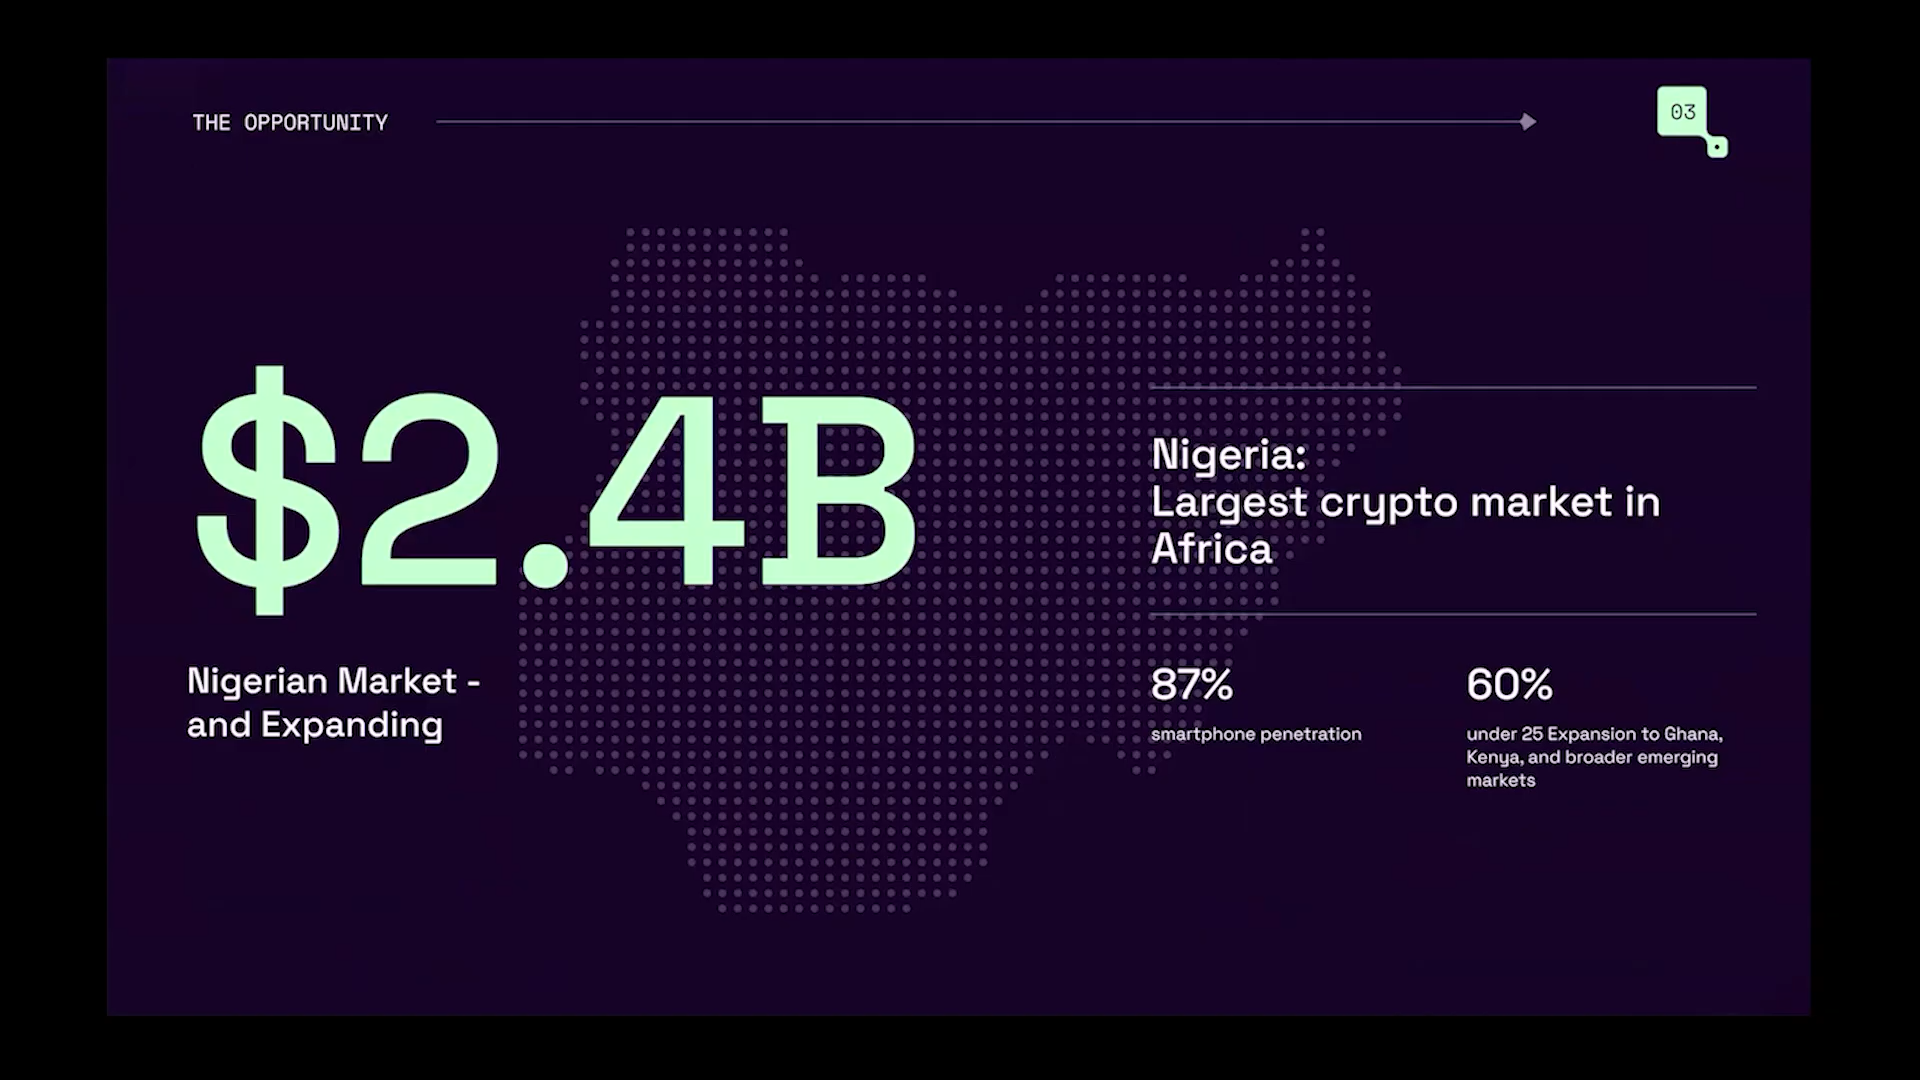 THE OPPORTUNITY
03
$2.4B
Nigerian Market -
and Expanding
Nigeria:
Largest crypto market in
Africa
87%
smartphone penetration
60%
under 25 Expansion to Ghana,
Kenya, and broader emerging
markets